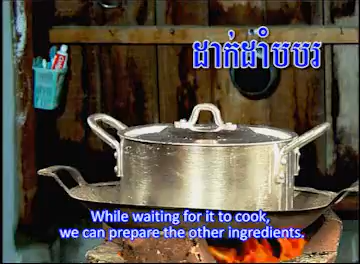 ដាក់ដាំបបរ
While waiting for it to cook,
we can prepare the other ingredients.